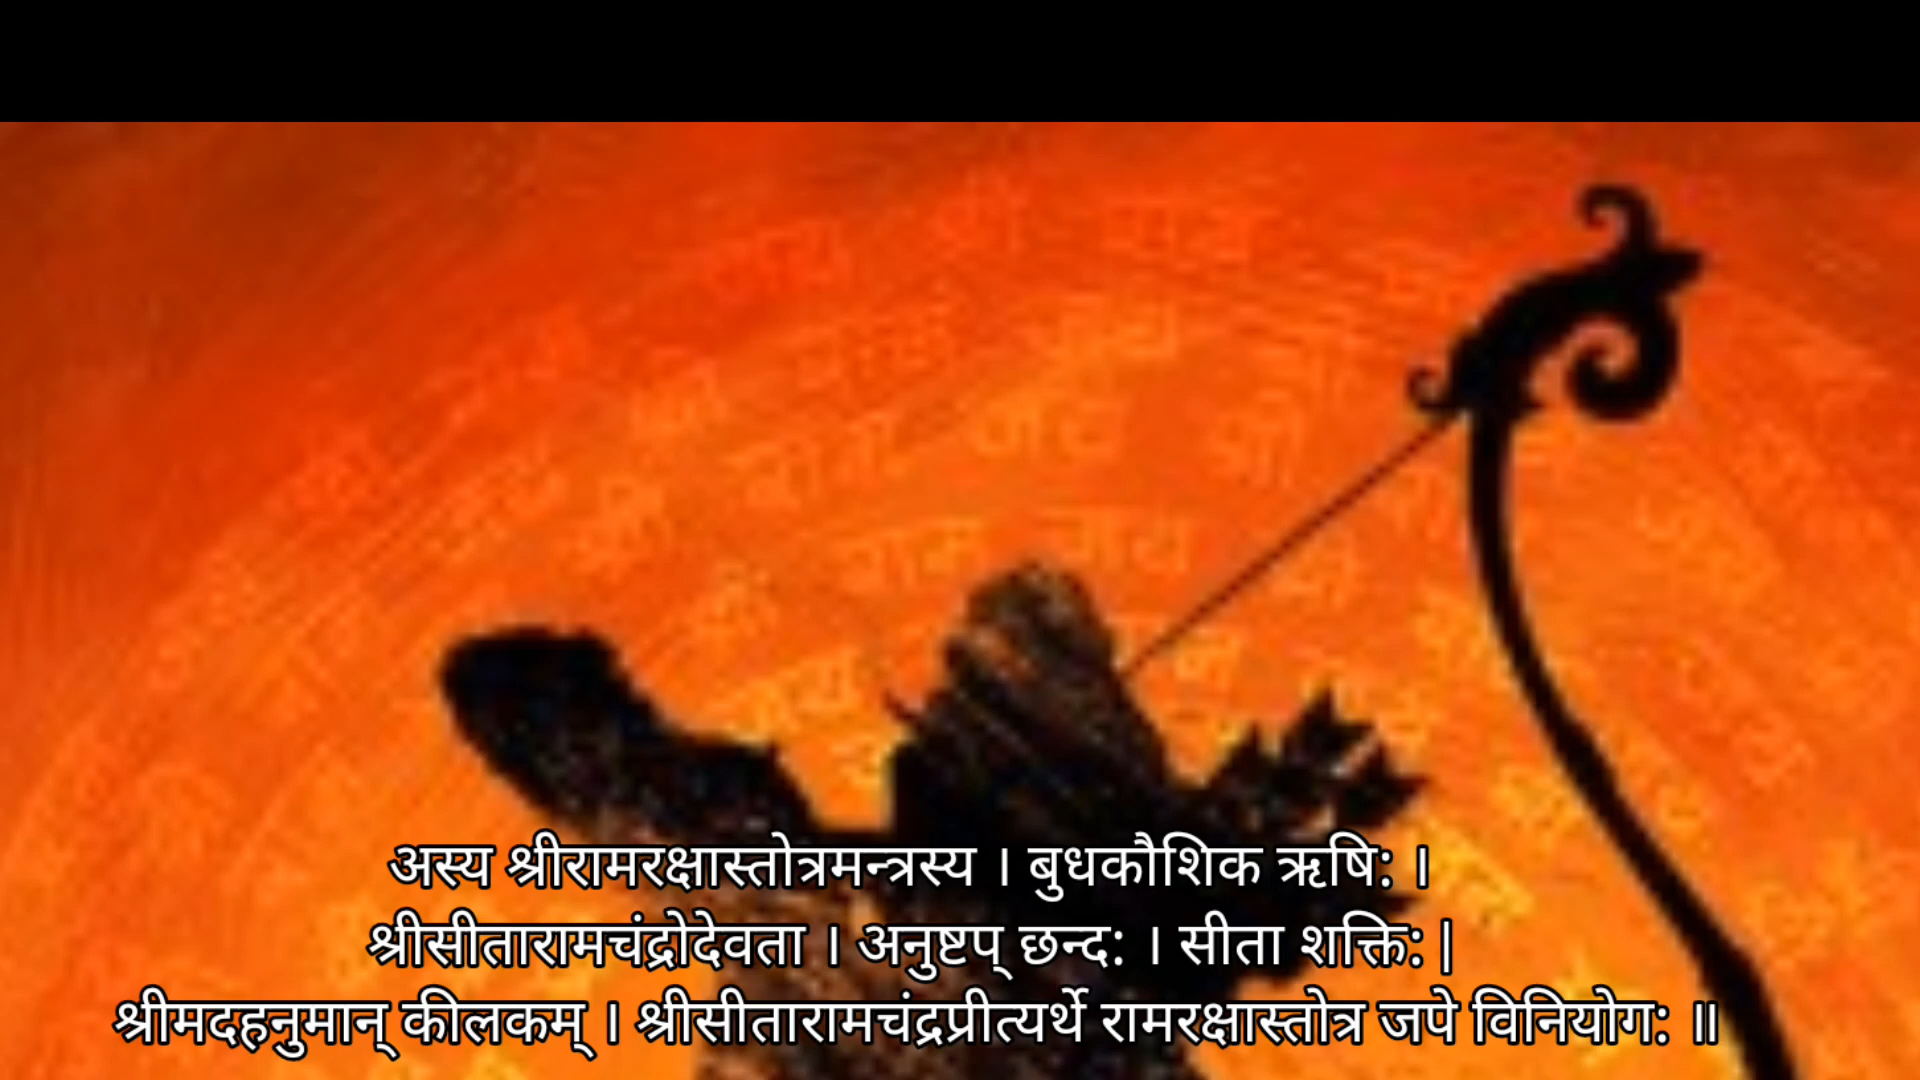 अस्य श्रीरामरक्षास्तोत्रमन्त्रस्य । बुधकौशिक ऋषि: ।
श्रीसीतारामचंद्रोदेवता । अनुष्टप् छन्द: । सीता शक्ति: |
श्रीमदहनुमान् कीलकम् । श्रीसीतारामचंद्रप्रीत्यर्थे रामरक्षास्तोत्र जपे विनियोग: ॥